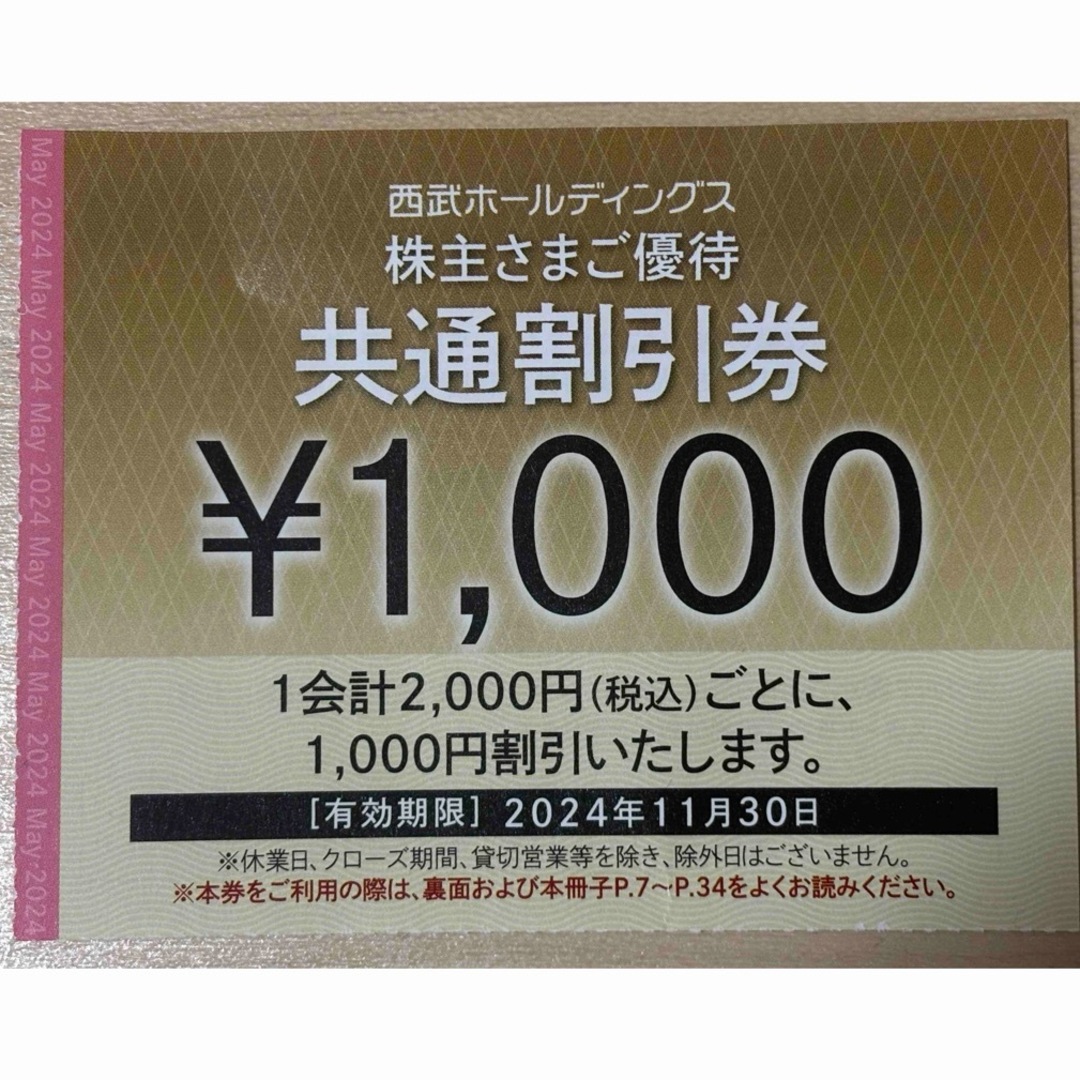 西武ホールディングス
株主さまご優待
共通割引券
¥1,000
1会計2,000円(税込)ごとに、
1,000円割引いたします。
[有効期限] 2024年11月30日
※休業日、クローズ期間、貸切営業等を除き、除外日はございません。
※本券をご利用の際は、裏面および本冊子P.7〜P.34をよくお読みください。
May 2024 May 2024 May 2024 May 2024 May 2024 May 2024